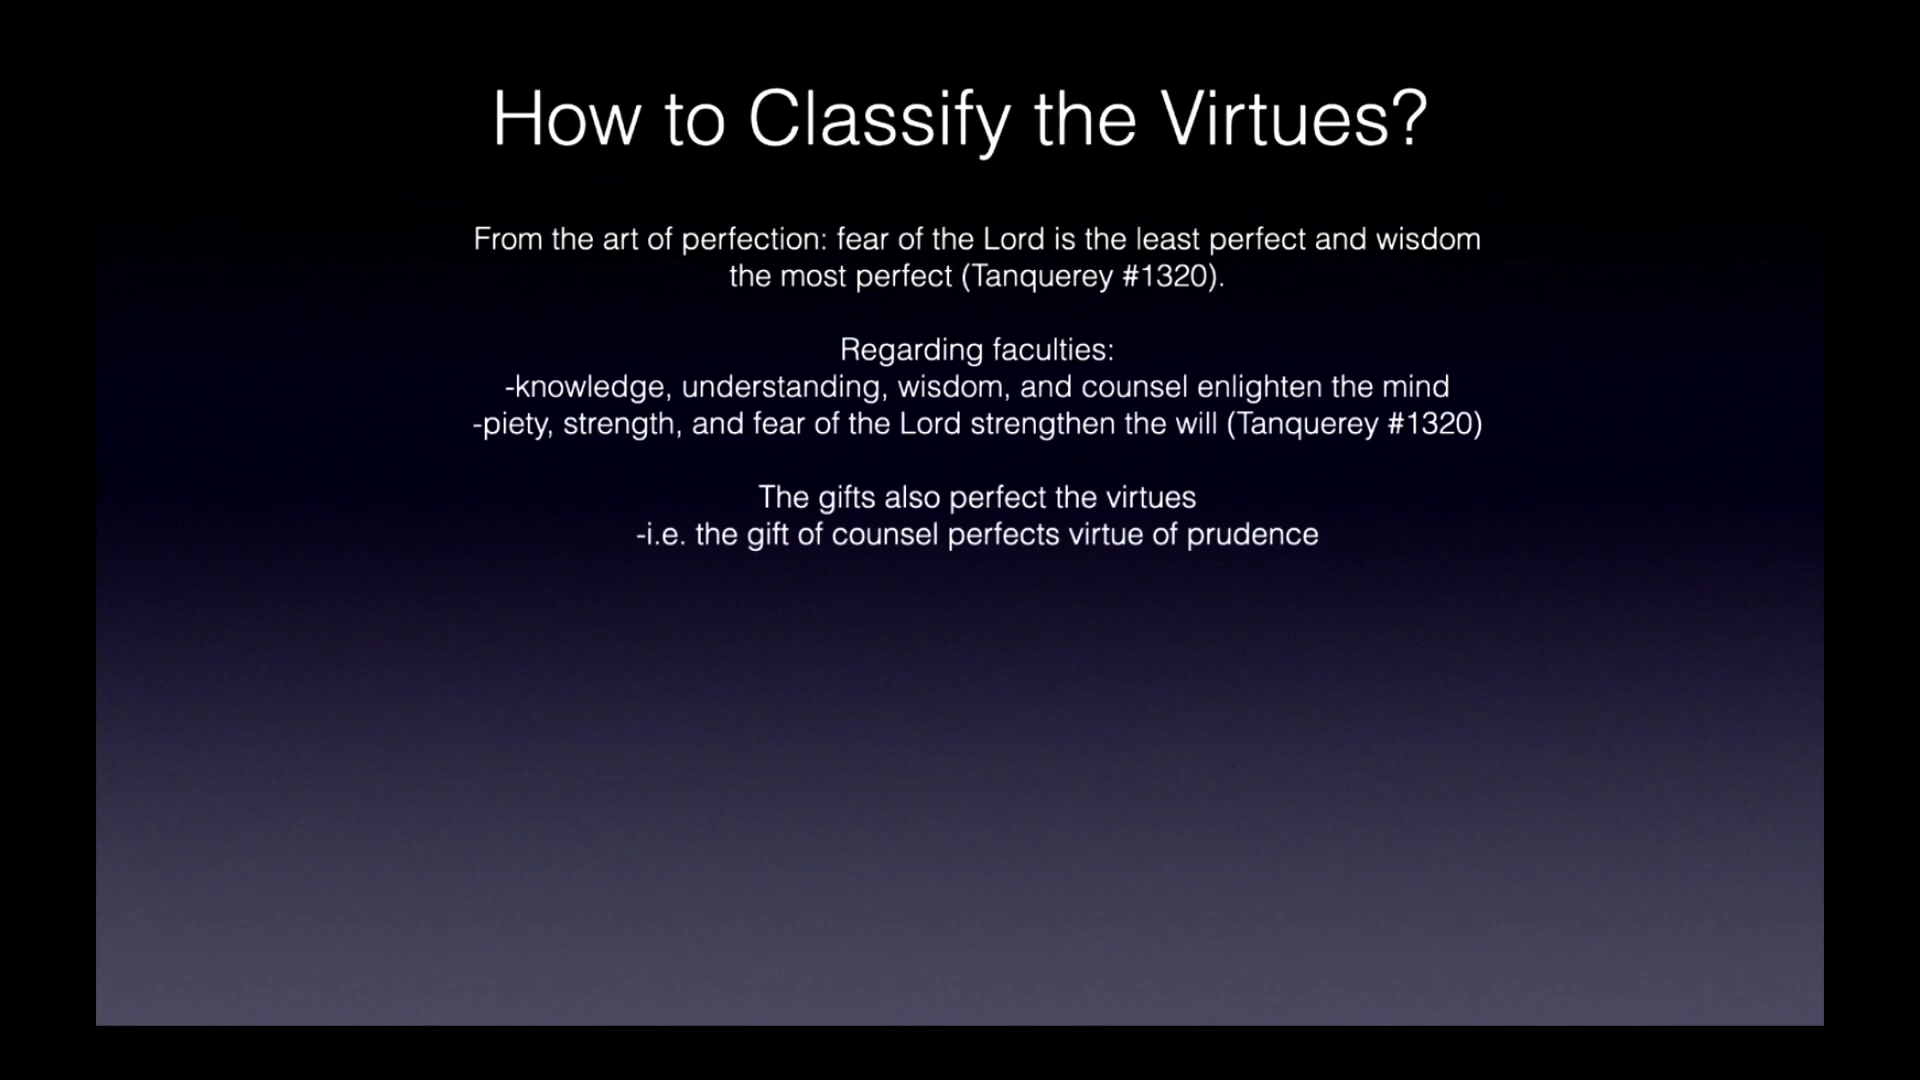 How to Classify the Virtues?
From the art of perfection: fear of the Lord is the least perfect and wisdom
the most perfect (Tanquerey #1320).
Regarding faculties:
-knowledge, understanding, wisdom, and counsel enlighten the mind
-piety, strength, and fear of the Lord strengthen the will (Tanquerey #1320)
The gifts also perfect the virtues
-i.e. the gift of counsel perfects virtue of prudence